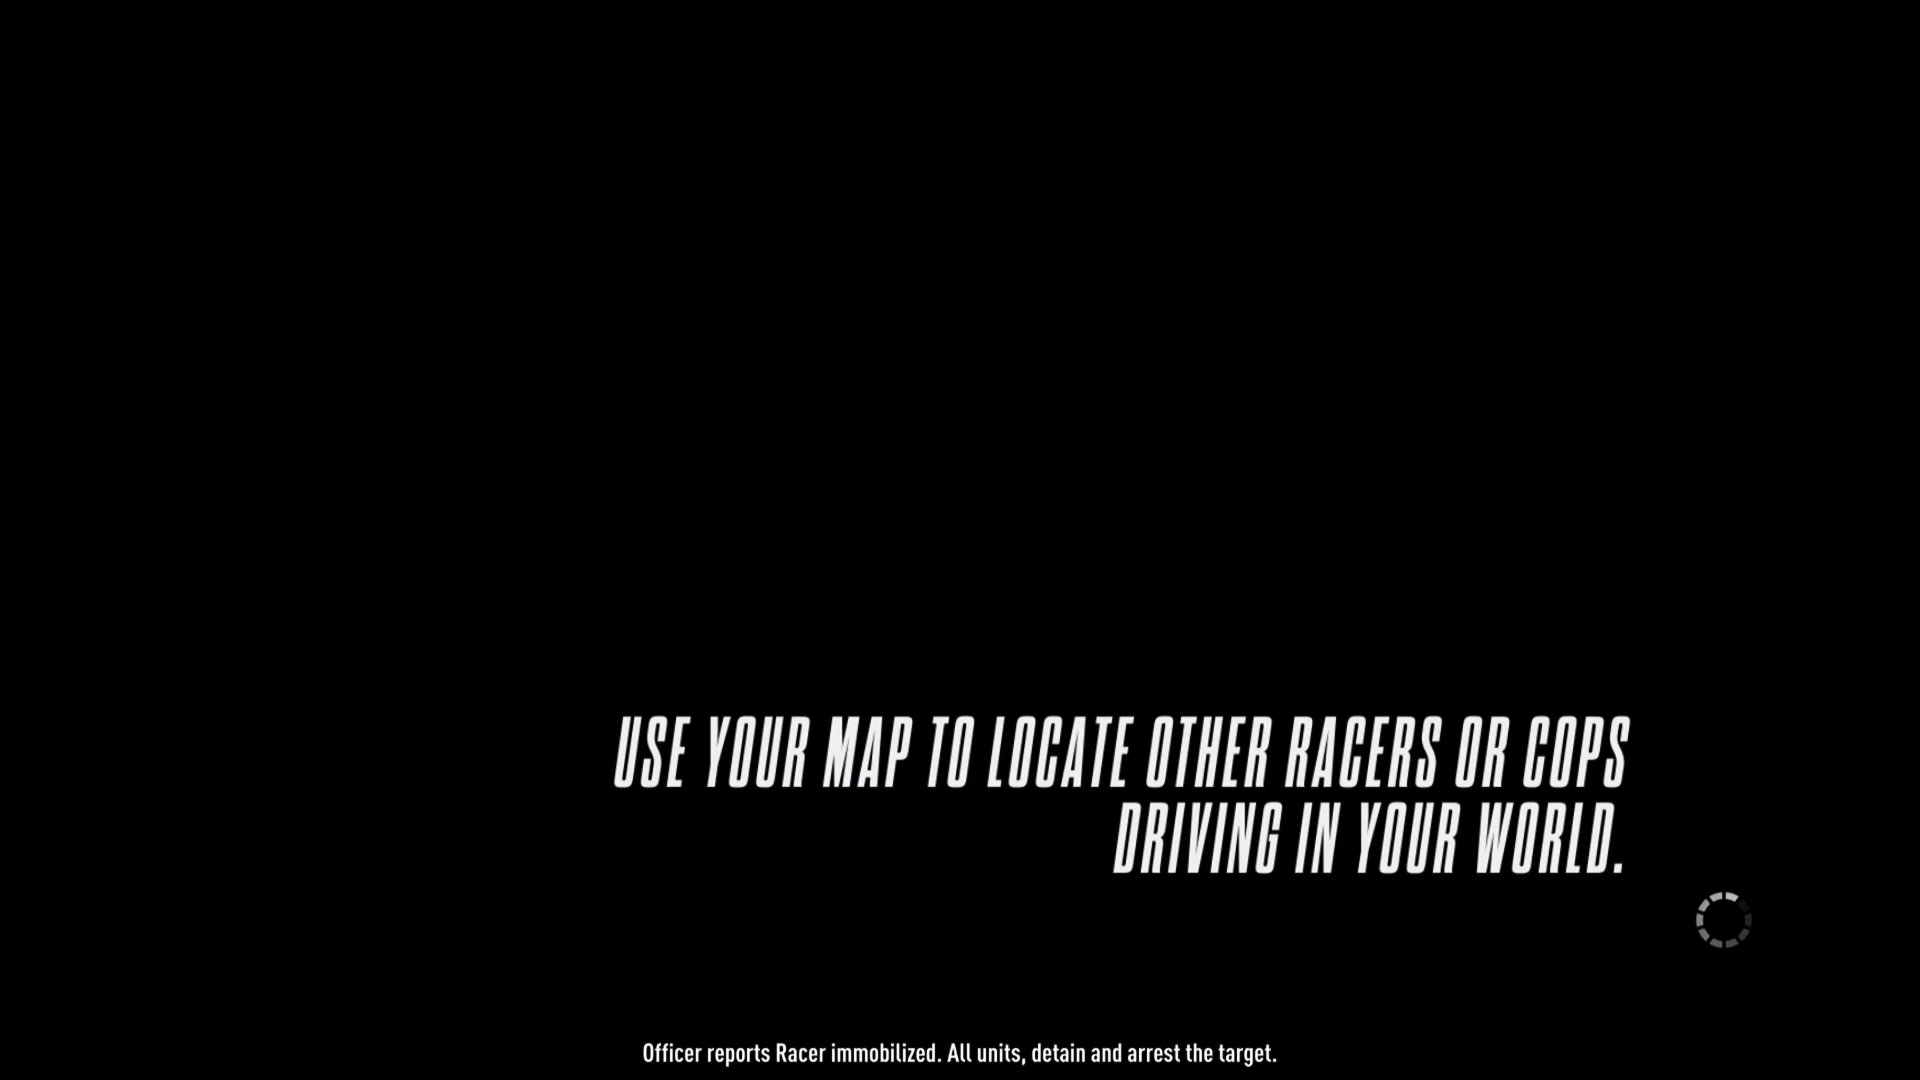 USE YOUR MAP TO LOCATE OTHER RACERS OR COPS
DRIVING IN YOUR WORLD.
Officer reports Racer immobilized. All units, detain and arrest the target.